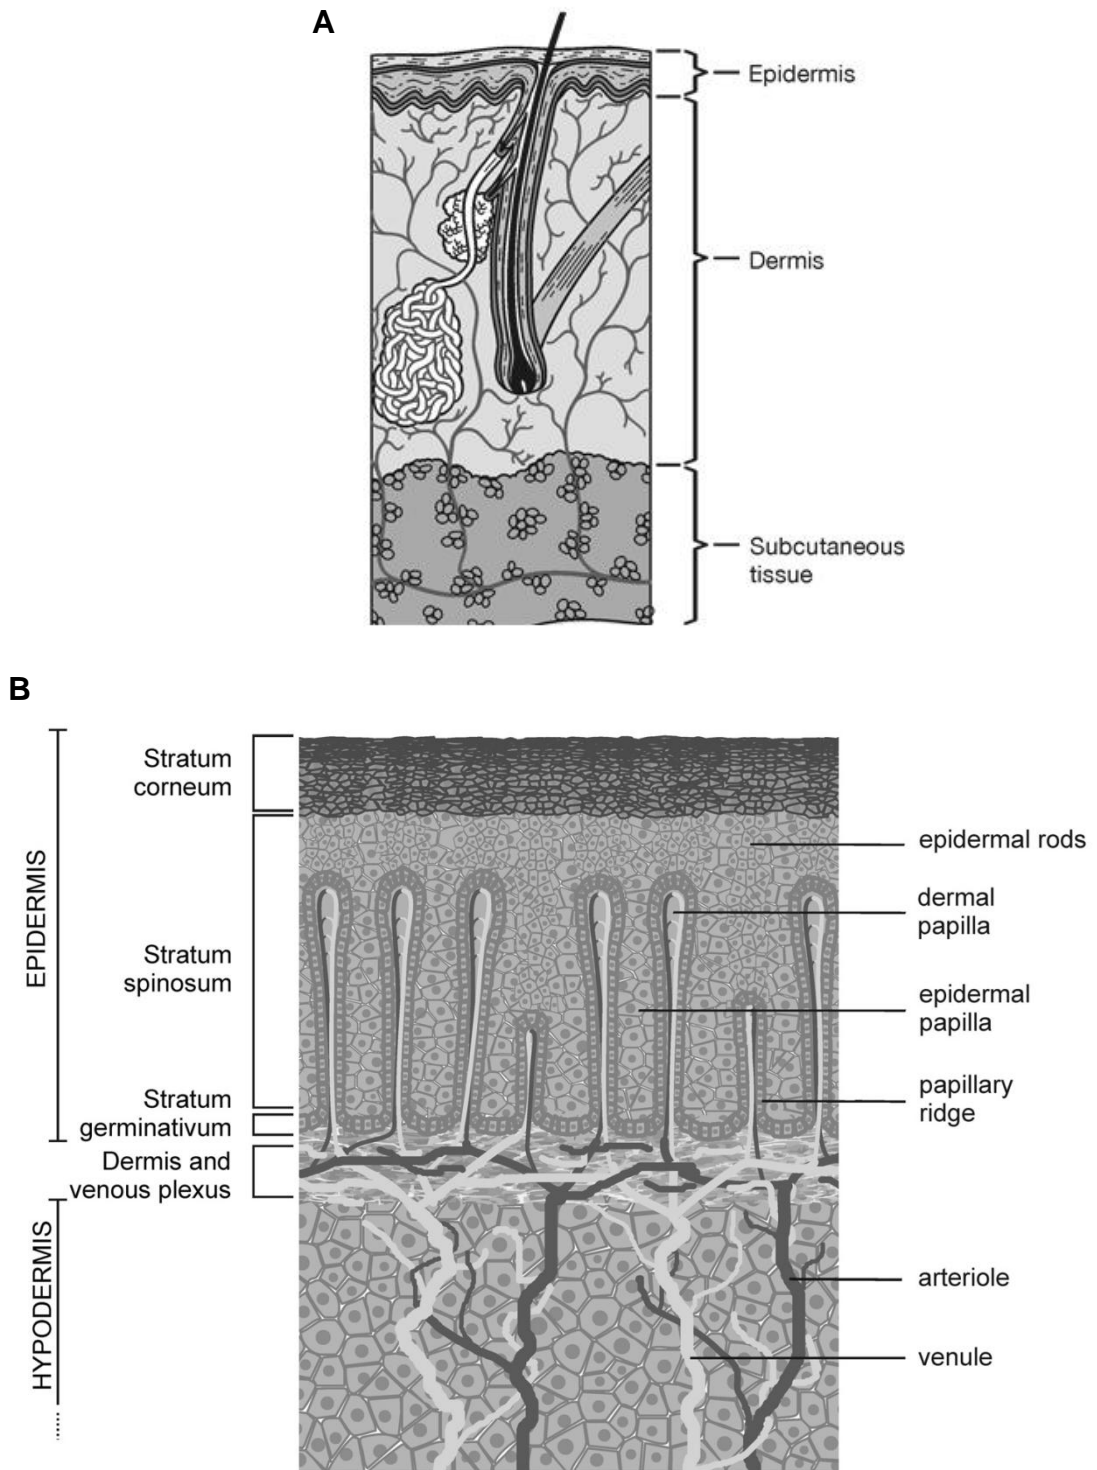 A
Epidermis
Dermis
Subcutaneous
tissue
B
EPIDERMIS
HYPODERMIS
Stratum
corneum
Stratum
spinosum
Stratum
germinativum
Dermis and
venous plexus
epidermal rods
dermal
papilla
epidermal
papilla
papillary
ridge
arteriole
venule